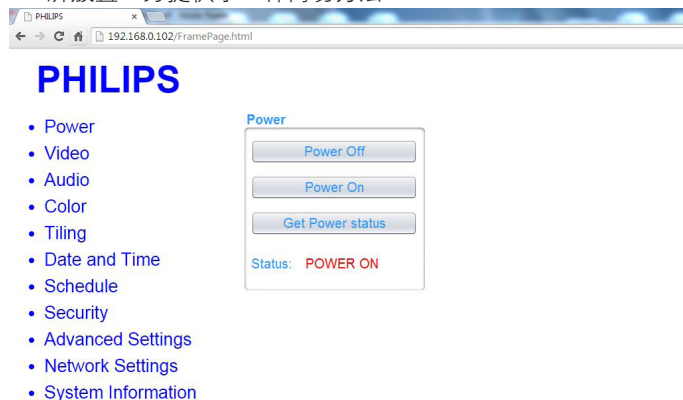 PHILIPS
192.168.0.102/FramePage.html
PHILIPS
Power
Video
Audio
Color
Tiling
Date and Time
Schedule
Security
Advanced Settings
Network Settings
System Information
Power
Power Off
Power On
Get Power status
Status: POWER ON